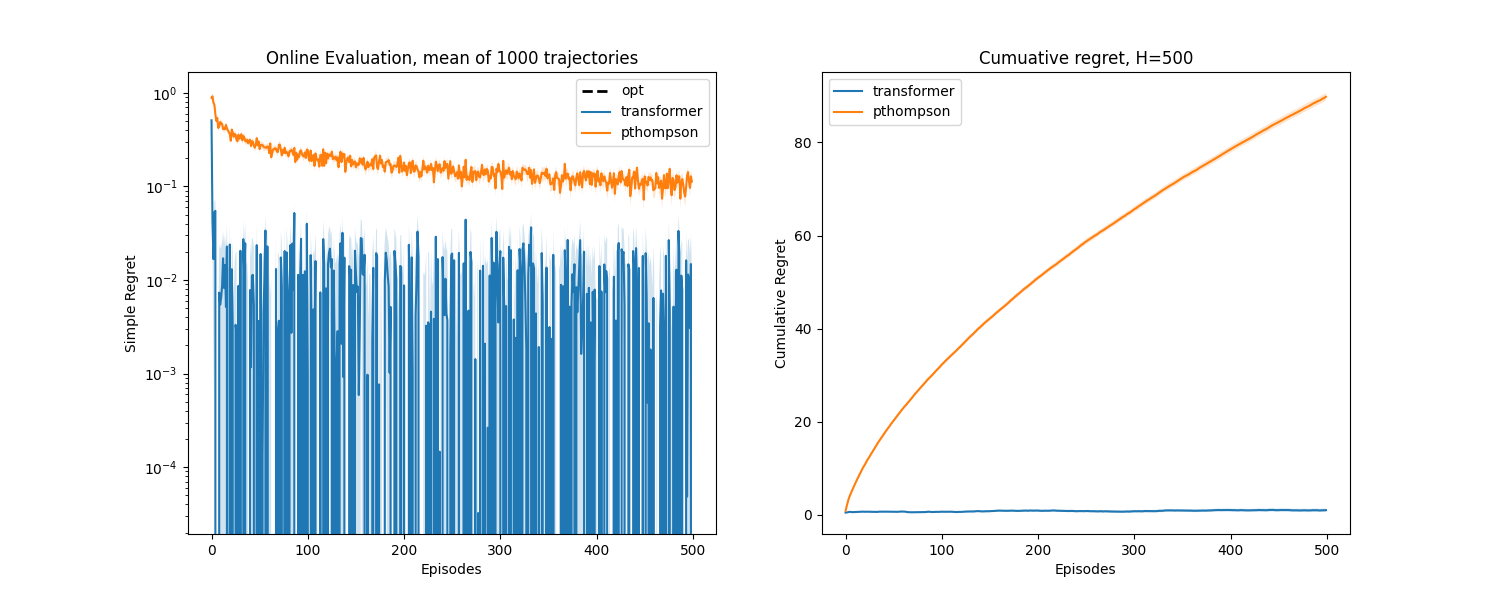 Online Evaluation, mean of 1000 trajectories
Simple Regret
10⁰
10⁻¹
10⁻²
10⁻³
10⁻⁴
opt
transformer
pthompson
0 100 200 300 400 500
Episodes
Cumuative regret, H=500
Cumulative Regret
80
60
40
20
0
transformer
pthompson
0 100 200 300 400 500
Episodes